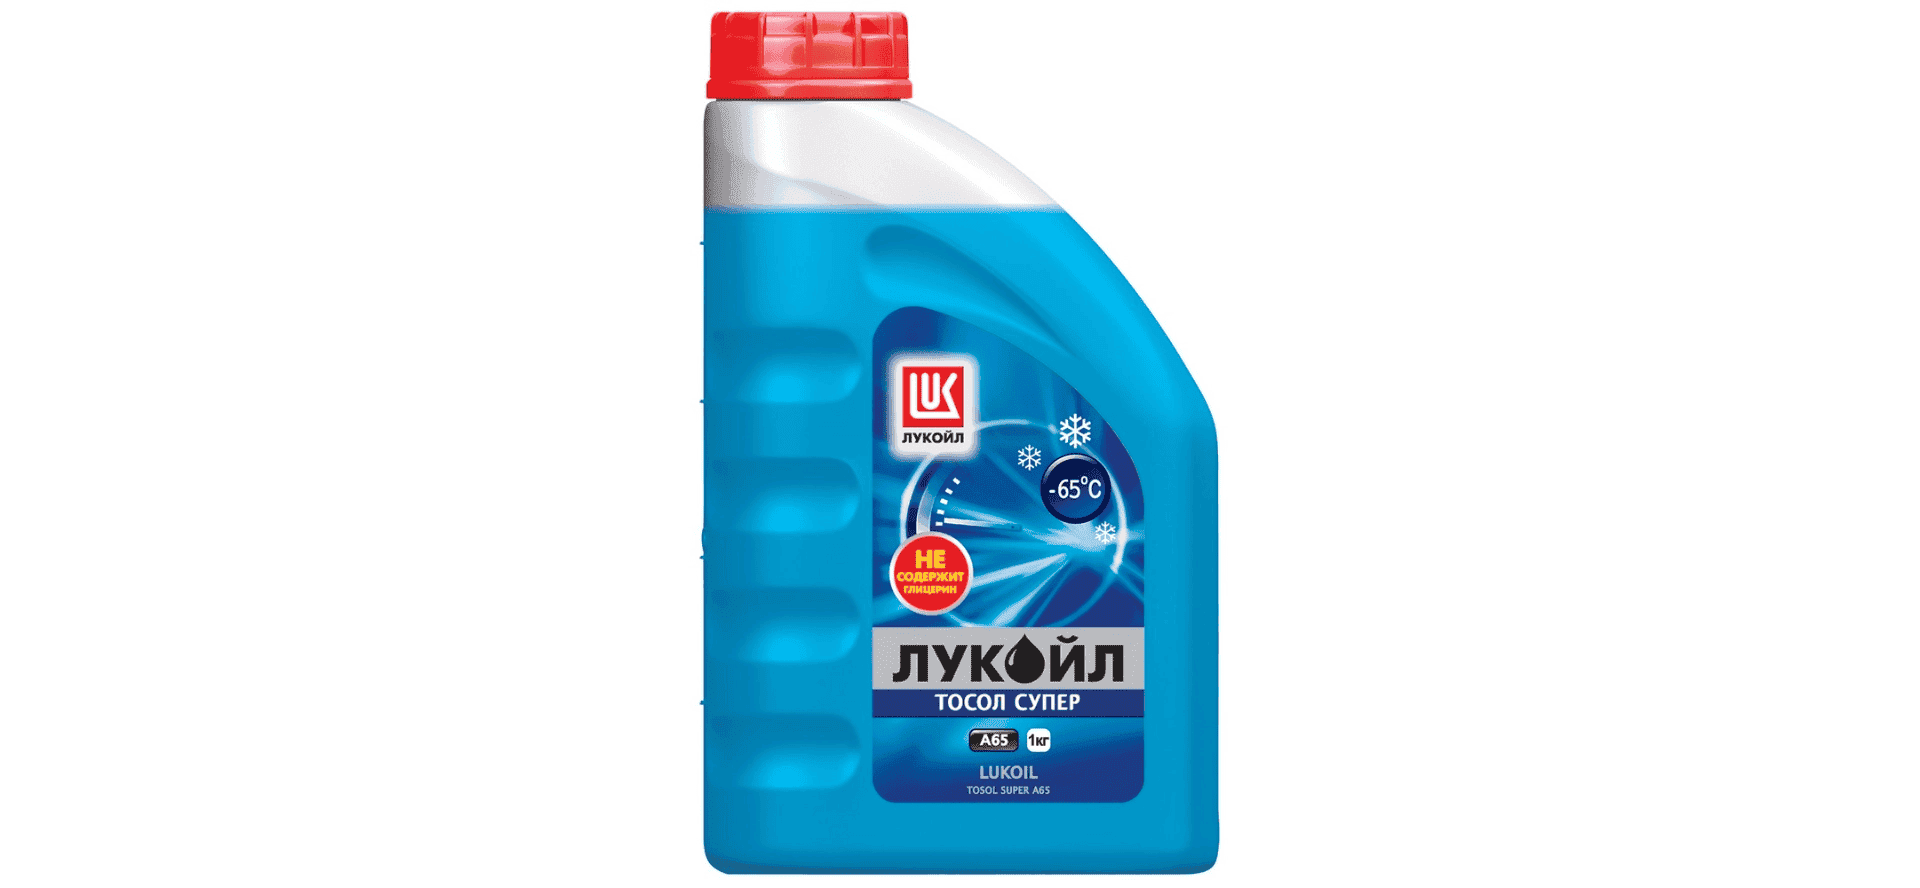 LUK
ЛУКОЙЛ
-65°C
НЕ
СОДЕРЖИТ
ГЛИЦЕРИН
ЛУКОЙЛ
ТОСОЛ СУПЕР
А65 1кг
LUKOIL
TOSOL SUPER A65